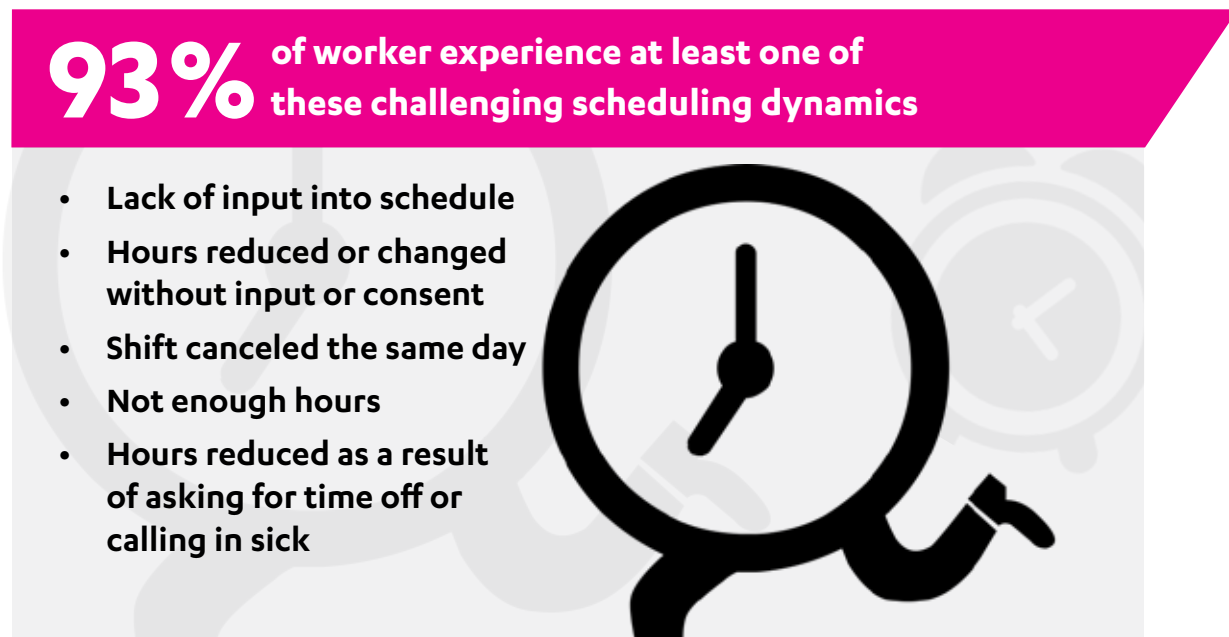 93% of worker experience at least one of
these challenging scheduling dynamics
• Lack of input into schedule
• Hours reduced or changed
without input or consent
• Shift canceled the same day
• Not enough hours
• Hours reduced as a result
of asking for time off or
calling in sick